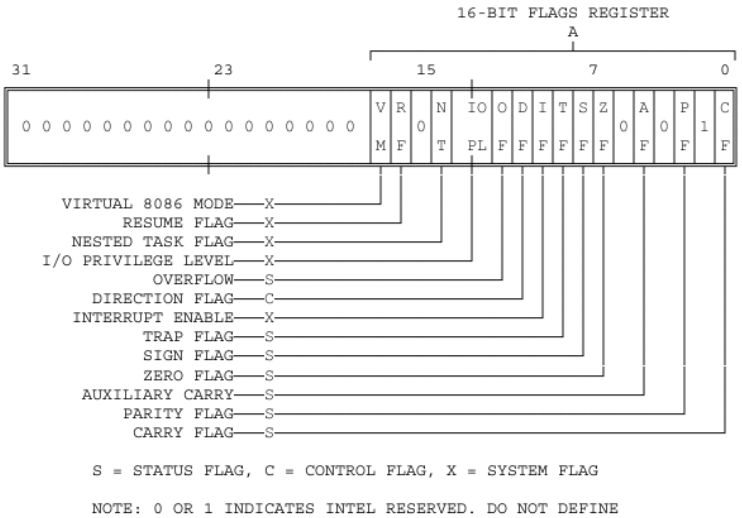 16-BIT FLAGS REGISTER
A
31 23 15 7 0
V R N IO O D I T S Z A P C
0 0 0 0 0 0 0 0 0 0 0 0 0 0 0 0 0 0 0 0 1
M F T PL F F F F F F F F F
VIRTUAL 8086 MODE X
RESUME FLAG X
NESTED TASK FLAG X
I/O PRIVILEGE LEVEL X
OVERFLOW S
DIRECTION FLAG C
INTERRUPT ENABLE X
TRAP FLAG S
SIGN FLAG S
ZERO FLAG S
AUXILIARY CARRY S
PARITY FLAG S
CARRY FLAG S
S = STATUS FLAG, C = CONTROL FLAG, X = SYSTEM FLAG
NOTE: 0 OR 1 INDICATES INTEL RESERVED. DO NOT DEFINE